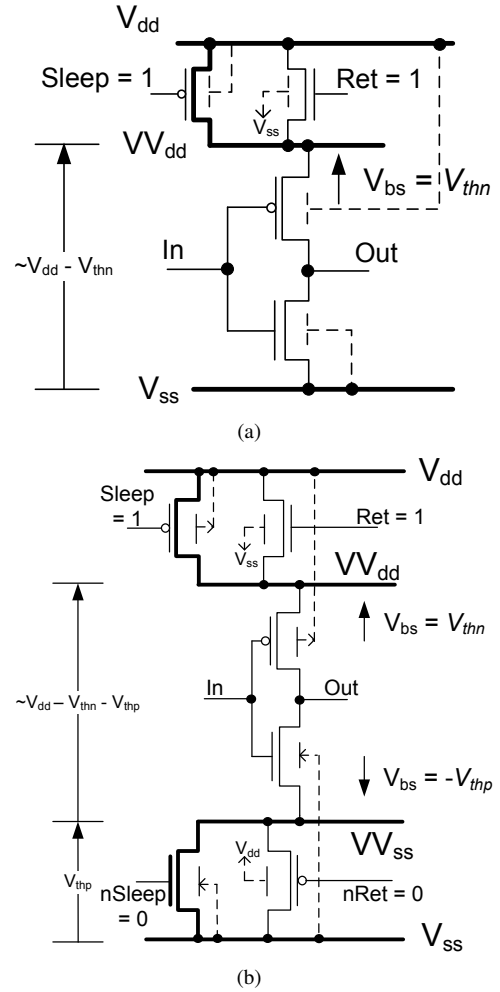 V_dd
Sleep = 1
Ret = 1
V_ss
VV_dd
V_bs = V_thn
~V_dd - V_thn
In
Out
V_ss
(a)
V_dd
Sleep
= 1
Ret = 1
V_ss
VV_dd
V_bs = V_thn
~V_dd – V_thn - V_thp
In
Out
V_bs = -V_thp
VV_ss
V_dd
V_thp
nSleep
= 0
nRet = 0
V_ss
(b)